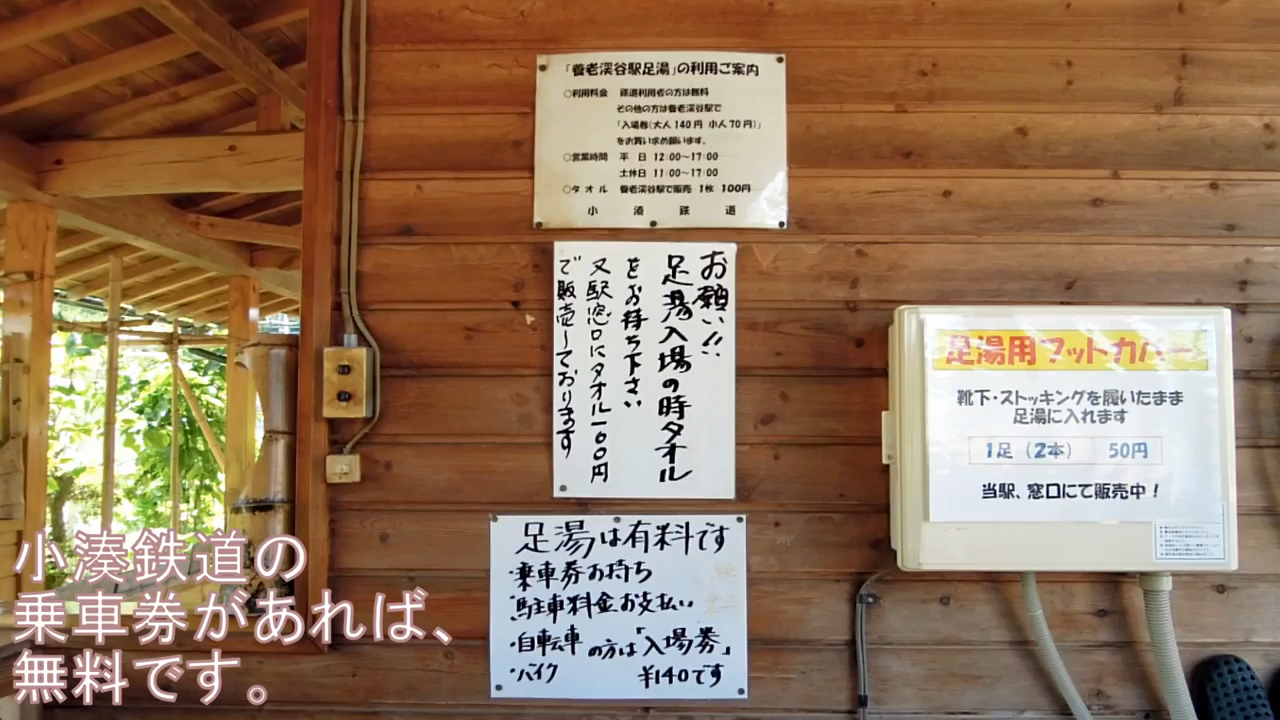 「養老渓谷駅足湯」の利用ご案内
○利用料金 鉄道利用者の方は無料
その他の方は養老渓谷駅で
「入場券(大人140円 小人70円)」
をお買い求め願います。
○営業時間 平 日 12:00～17:00
土休日 11:00～17:00
○タ オ ル 養老渓谷駅で販売 1枚 100円
小 湊 鉄 道
お願い!!
足湯入場の時タオル
をお持ち下さい
又駅窓口にタオル一〇〇円
で販売しております
足湯は有料です
・乗車券お持ち
・駐車料金お支払い
・自転車の方は「入場券」
・バイク ¥140です
足湯用フットカバー
靴下・ストッキングを履いたまま
足湯に入れます
1足(2本) 50円
当駅、窓口にて販売中!
小湊鉄道の
乗車券があれば、
無料です。